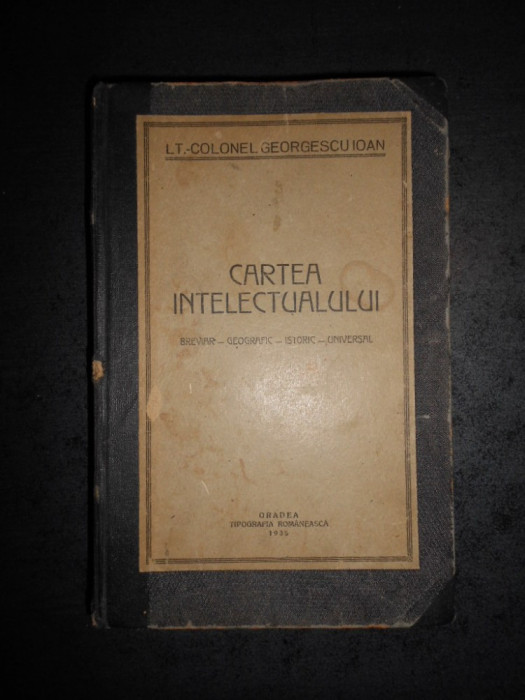 LT.-COLONEL GEORGESCU IOAN
CARTEA
INTELECTUALULUI
BREVIAR — GEOGRAFIC — ISTORIC — UNIVERSAL
ORADEA
TIPOGRAFIA ROMÂNEASCĂ
1935